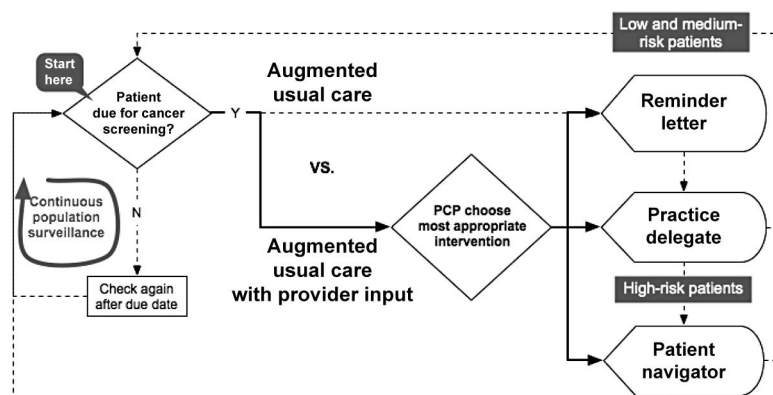 Low and medium-
risk patients
Start
here
Patient
due for cancer
screening?
Y
Augmented
usual care
Reminder
letter
vs.
Continuous
population
surveillance
N
PCP choose
most appropriate
intervention
Practice
delegate
Augmented
usual care
with provider input
Check again
after due date
High-risk patients
Patient
navigator